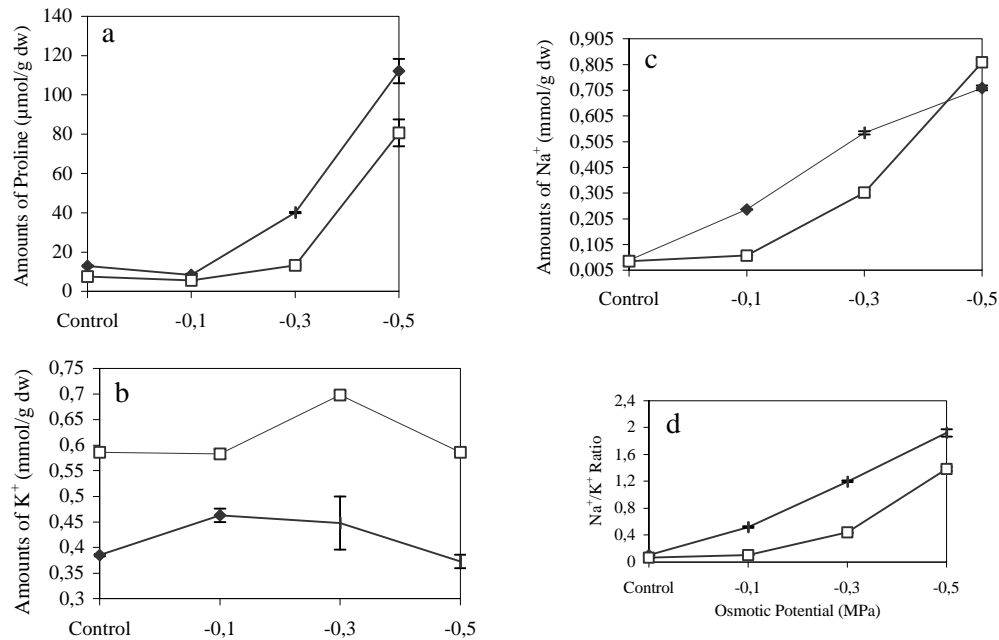 a
Amounts of Proline (µmol/g dw)
140
120
100
80
60
40
20
0
Control -0,1 -0,3 -0,5
c
Amounts of Na⁺ (mmol/g dw)
0,905
0,805
0,705
0,605
0,505
0,405
0,305
0,205
0,105
0,005
Control -0,1 -0,3 -0,5
b
Amounts of K⁺ (mmol/g dw)
0,75
0,7
0,65
0,6
0,55
0,5
0,45
0,4
0,35
0,3
Control -0,1 -0,3 -0,5
d
Na⁺/K⁺ Ratio
2,4
2
1,6
1,2
0,8
0,4
0
Control -0,1 -0,3 -0,5
Osmotic Potential (MPa)